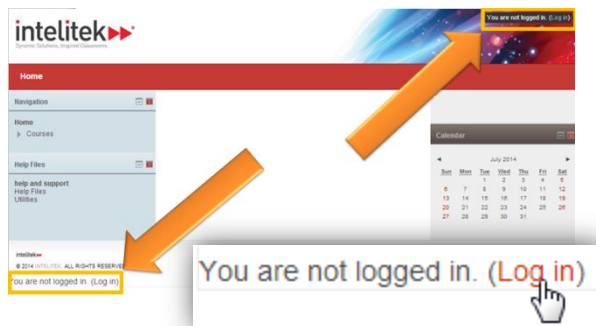 You are not logged in. (Log in)
intelitek
Dynamic Solutions, Inspired Classrooms
Home
Navigation
Home
Courses
Help Files
help and support
Help Files
Utilities
Calendar
July 2014
Sun Mon Tue Wed Thu Fri Sat
1 2 3 4 5
6 7 8 9 10 11 12
13 14 15 16 17 18 19
20 21 22 23 24 25 26
27 28 29 30 31
intelitek
© 2014 INTELITEK. ALL RIGHTS RESERVE
You are not logged in. (Log in)
You are not logged in. (Log in)